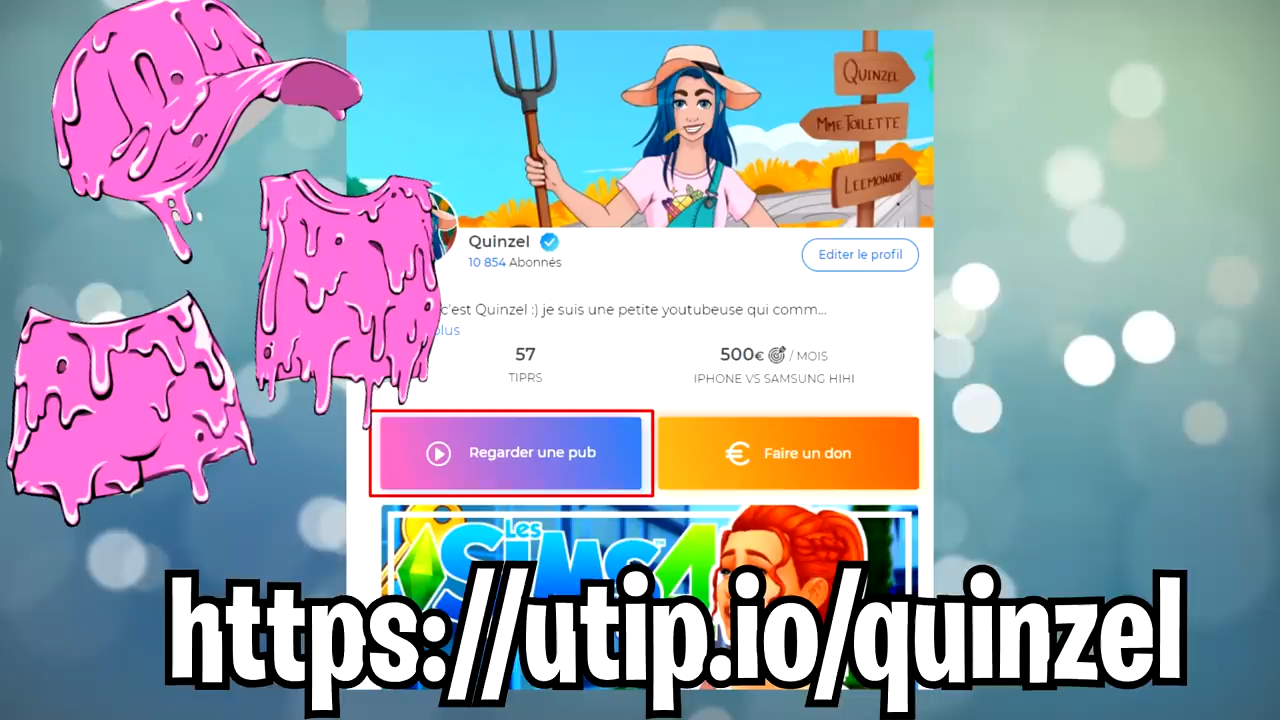 QUINZEL
MME TOILETTE
LEEMONADE
Quinzel
10 854 Abonnés
Editer le profil
c'est Quinzel :) je suis une petite youtubeuse qui comm...
plus
57
TIPRS
500€ / MOIS
IPHONE VS SAMSUNG HIHI
Regarder une pub
€ Faire un don
Les
SIMS 4
https://utip.io/quinzel